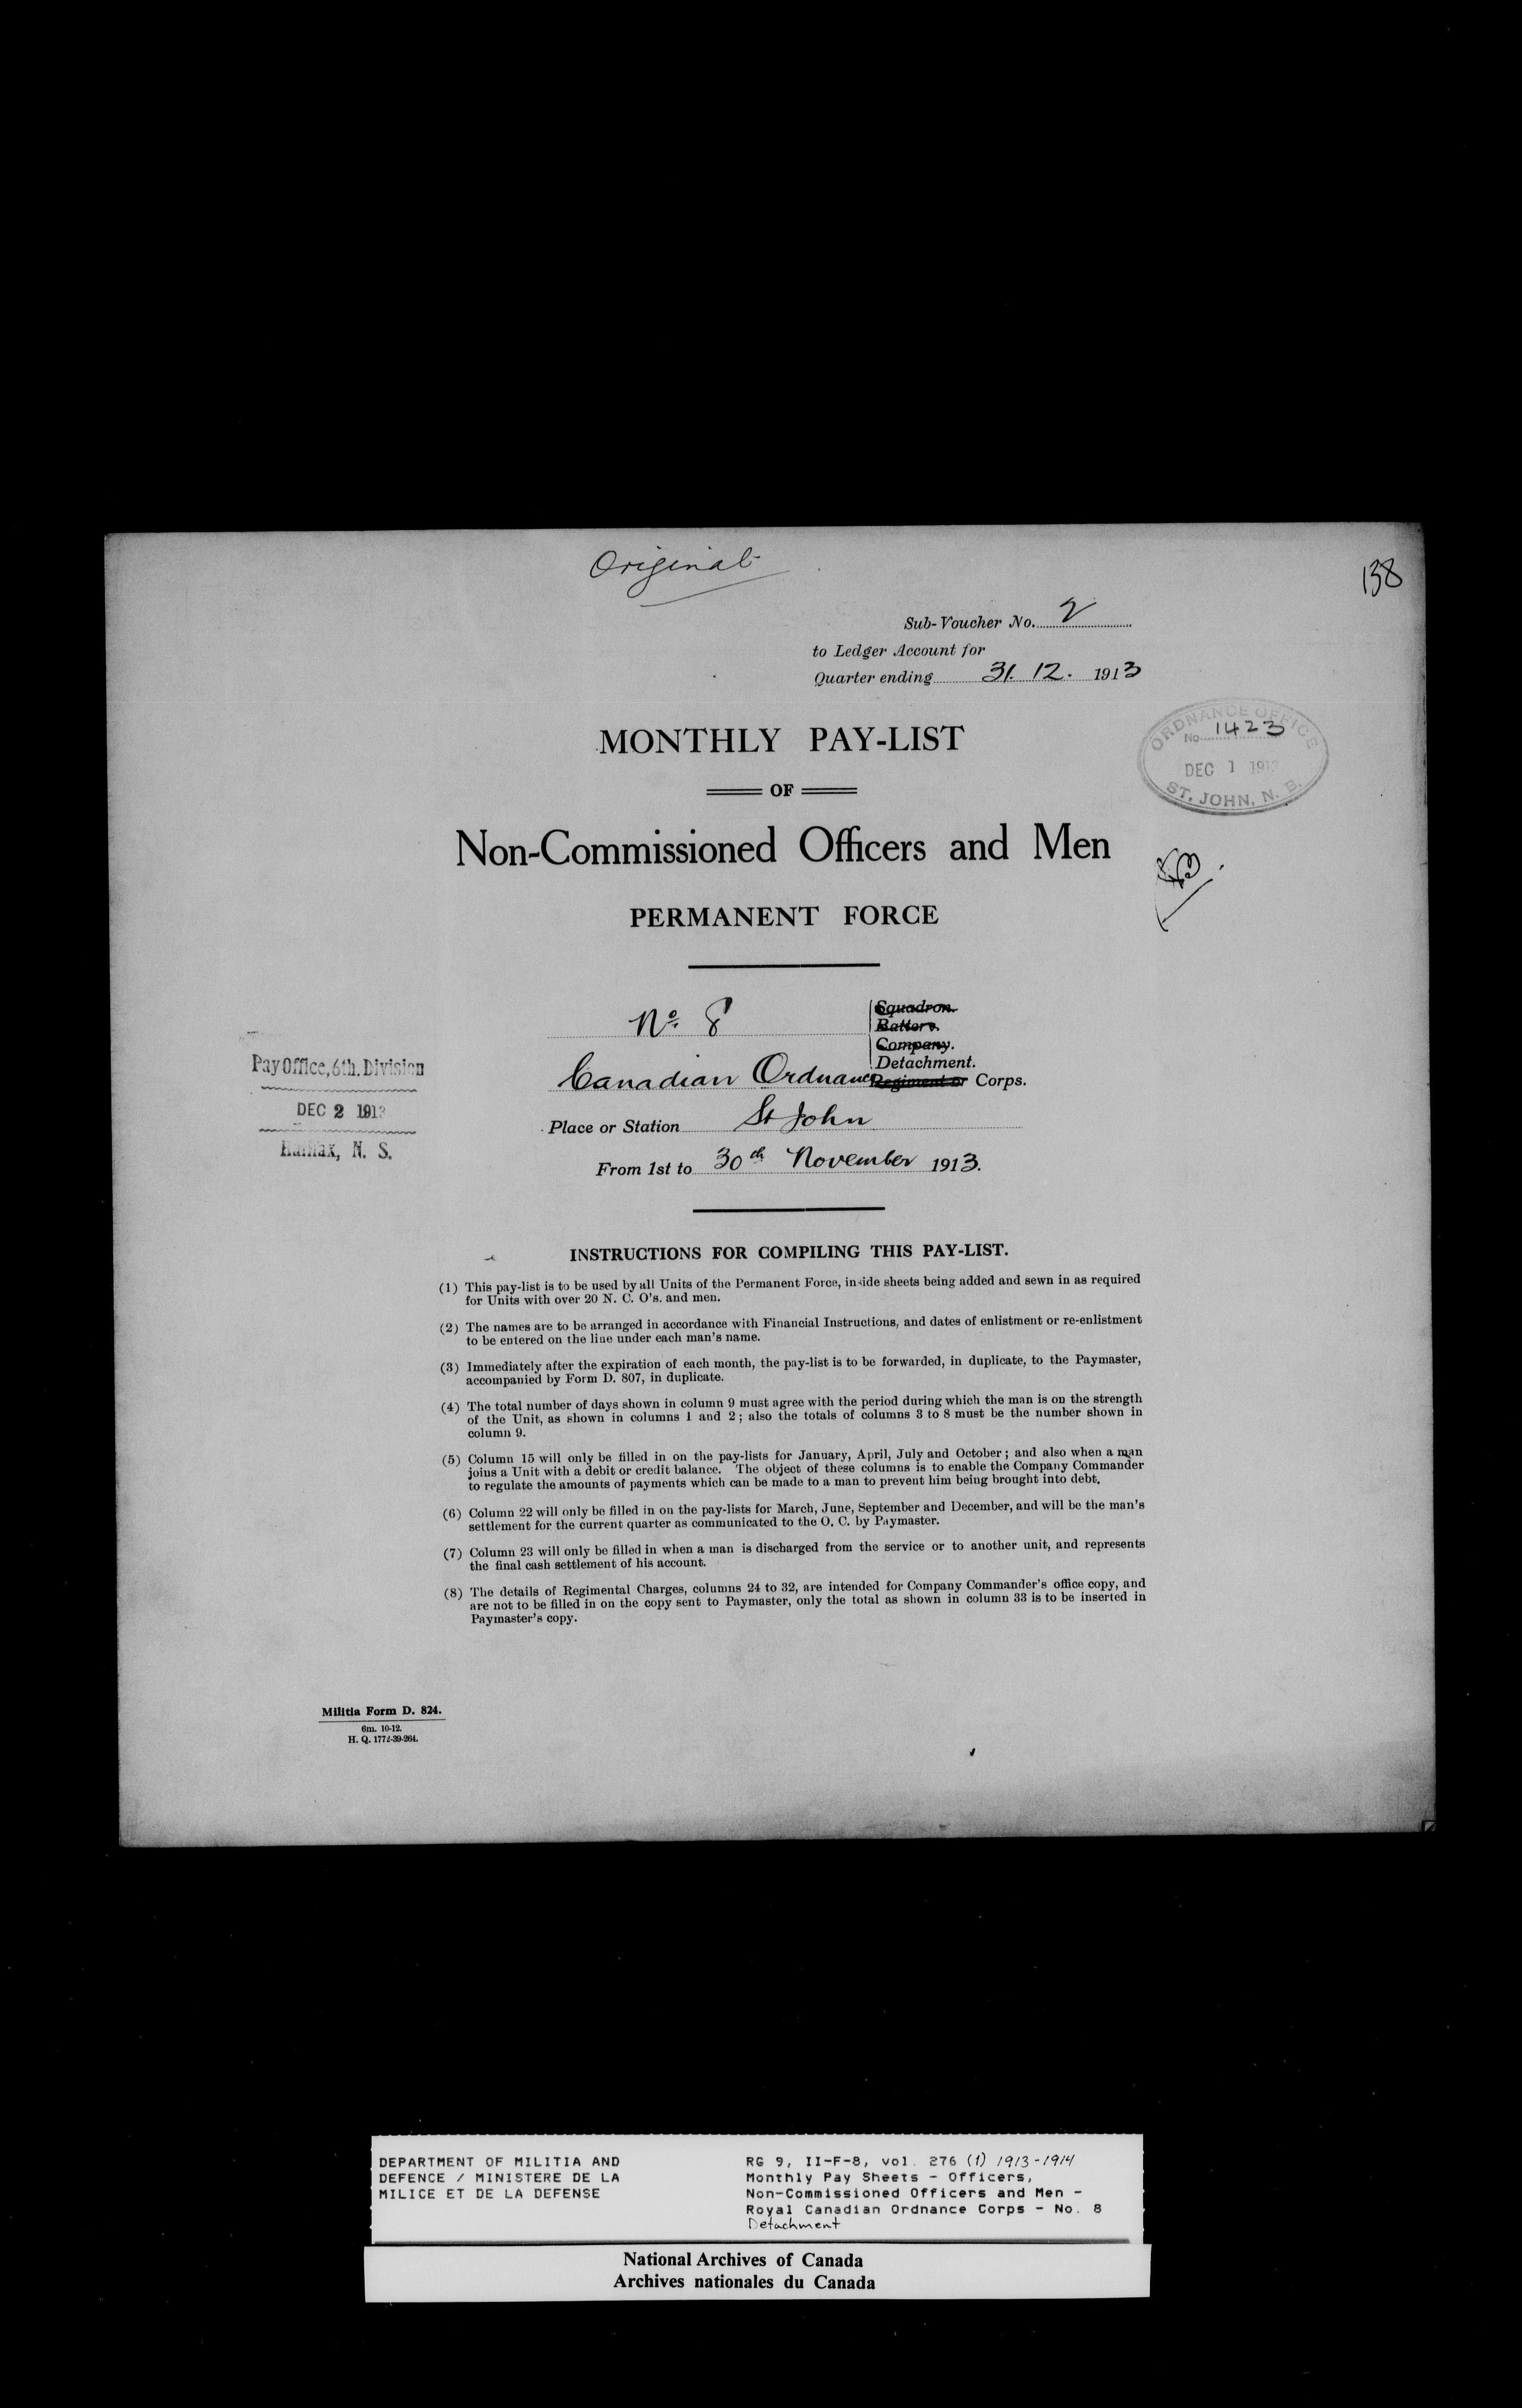 Original
138
Sub-Voucher No. 2
to Ledger Account for
Quarter ending 31. 12. 1913
MONTHLY PAY-LIST
OF
Non-Commissioned Officers and Men
PERMANENT FORCE
ORDNANCE OFFICE
No. 1423
DEC 1 1913
ST. JOHN, N. B.
No. 8
Squadron.
Battery.
Company.
Detachment.
Canadian Ordnance Regiment or Corps.
Place or Station St John
From 1st to 30th November 1913.
Pay Office, 6th. Division
DEC 2 1913
Halifax, N. S.
INSTRUCTIONS FOR COMPILING THIS PAY-LIST.
(1) This pay-list is to be used by all Units of the Permanent Force, inside sheets being added and sewn in as required
for Units with over 20 N. C. O's. and men.
(2) The names are to be arranged in accordance with Financial Instructions, and dates of enlistment or re-enlistment
to be entered on the line under each man's name.
(3) Immediately after the expiration of each month, the pay-list is to be forwarded, in duplicate, to the Paymaster,
accompanied by Form D. 807, in duplicate.
(4) The total number of days shown in column 9 must agree with the period during which the man is on the strength
of the Unit, as shown in columns 1 and 2; also the totals of columns 3 to 8 must be the number shown in
column 9.
(5) Column 15 will only be filled in on the pay-lists for January, April, July and October; and also when a man
joins a Unit with a debit or credit balance. The object of these columns is to enable the Company Commander
to regulate the amounts of payments which can be made to a man to prevent him being brought into debt.
(6) Column 22 will only be filled in on the pay-lists for March, June, September and December, and will be the man's
settlement for the current quarter as communicated to the O. C. by Paymaster.
(7) Column 23 will only be filled in when a man is discharged from the service or to another unit, and represents
the final cash settlement of his account.
(8) The details of Regimental Charges, columns 24 to 32, are intended for Company Commander's office copy, and
are not to be filled in on the copy sent to Paymaster, only the total as shown in column 33 is to be inserted in
Paymaster's copy.
Militia Form D. 824.
6m. 10-12.
H. Q. 1772-39-264.
DEPARTMENT OF MILITIA AND
DEFENCE / MINISTERE DE LA
MILICE ET DE LA DEFENSE
RG 9, II-F-8, vol. 276 (1) 1913-1914
Monthly Pay Sheets - Officers,
Non-Commissioned Officers and Men -
Royal Canadian Ordnance Corps - No. 8
Detachment
National Archives of Canada
Archives nationales du Canada